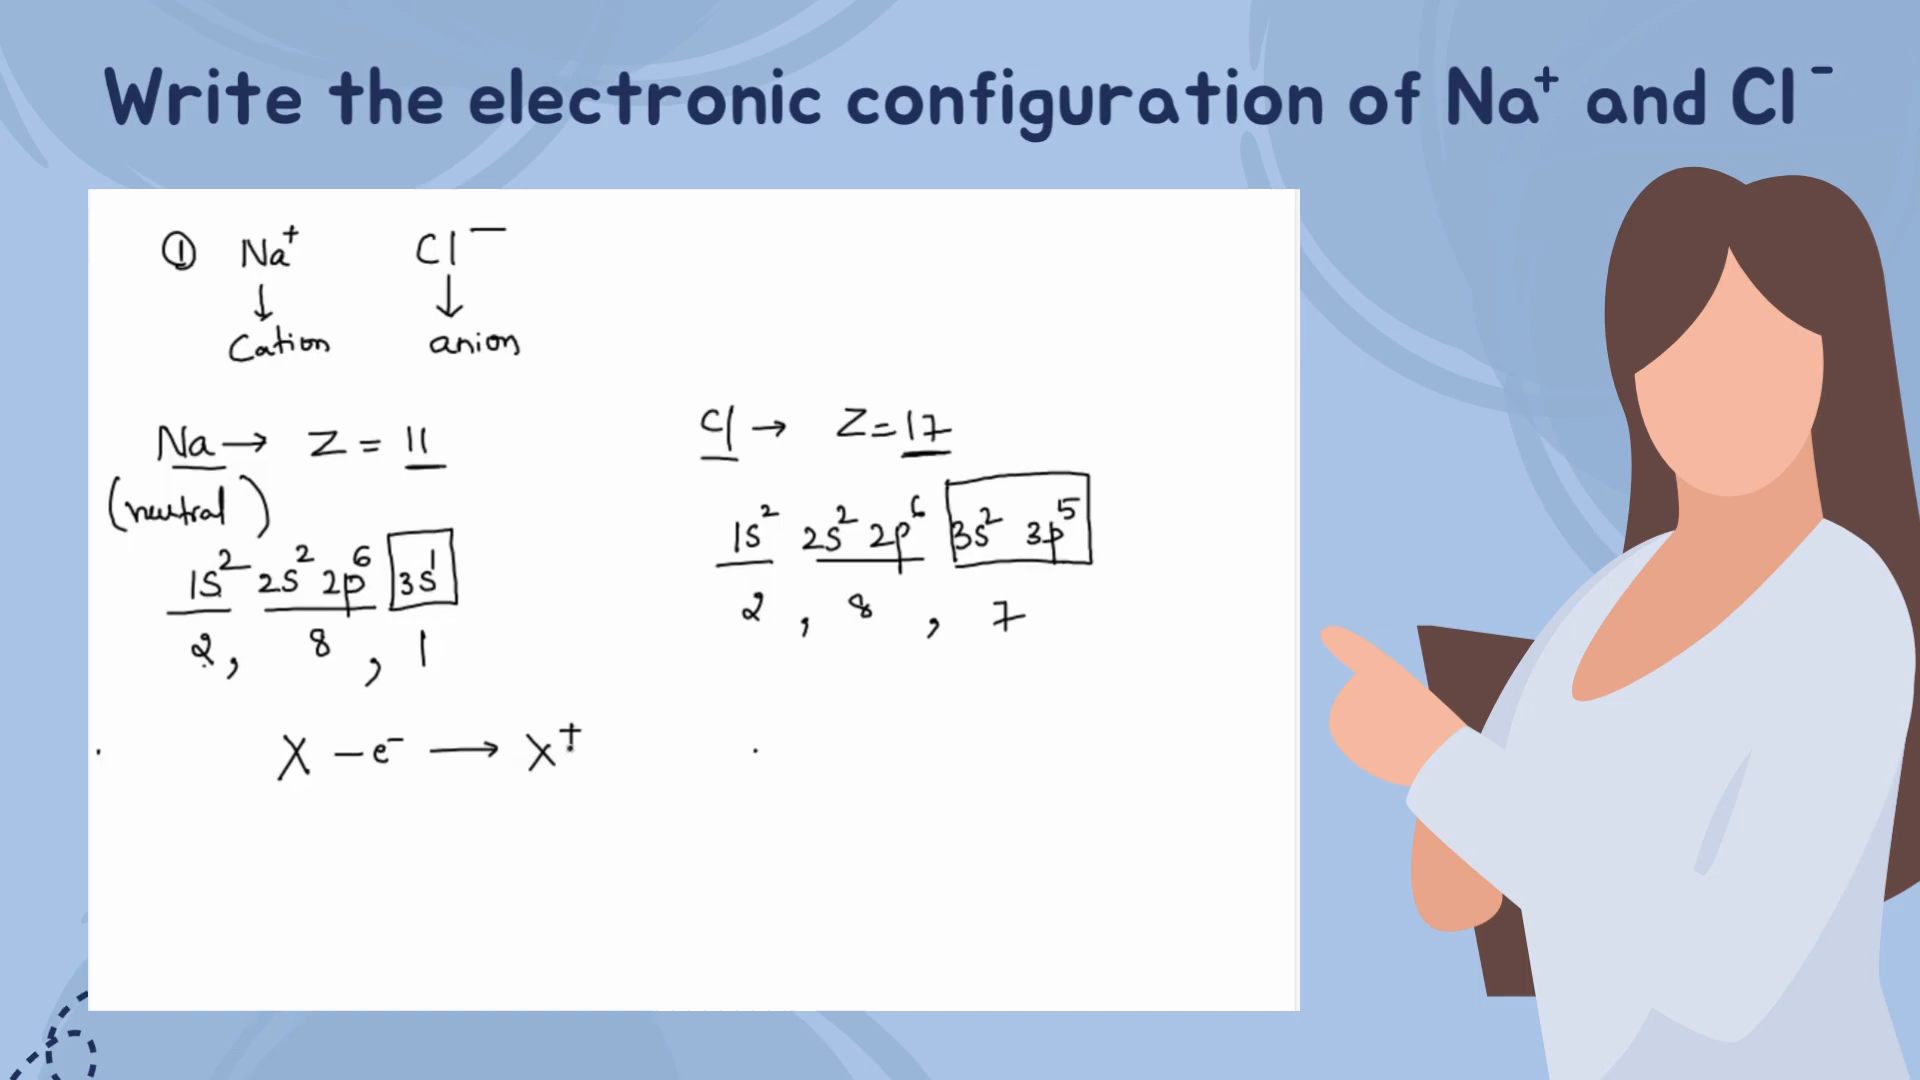 Write the electronic configuration of Na⁺ and Cl⁻
① Na⁺ Cl⁻
↓ ↓
Cation anion
Na → Z = 11
(neutral)
1s² 2s² 2p⁶ 3s¹
2, 8, 1
Cl → Z = 17
1s² 2s² 2p⁶ 3s² 3p⁵
2, 8, 7
X − e⁻ ⟶ X⁺